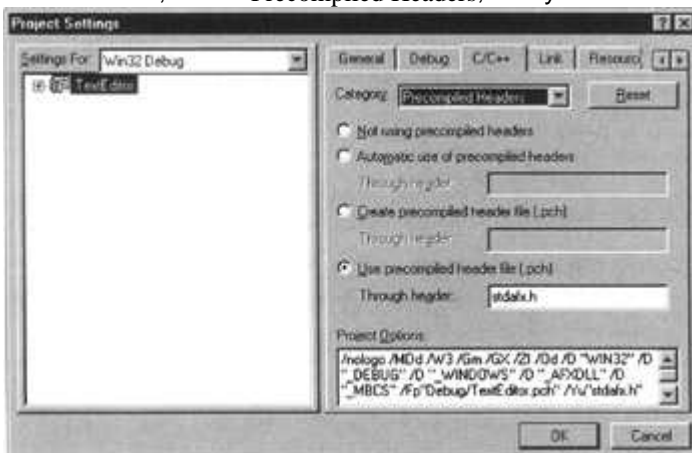 Precompiled Headers,
Project Settings
Settings For: Win32 Debug
TextEditor
General Debug C/C++ Link Resourc
Category: Precompiled Headers Reset
Not using precompiled headers
Automatic use of precompiled headers
Through header:
Create precompiled header file (.pch)
Through header:
Use precompiled header file (.pch)
Through header: stdafx.h
Project Options:
/nologo /MDd /W3 /Gm /GX /ZI /Od /D "WIN32" /D
"_DEBUG" /D "_WINDOWS" /D "_AFXDLL" /D
"_MBCS" /Fp"Debug/TextEditor.pch" /Yu"stdafx.h"
OK Cancel